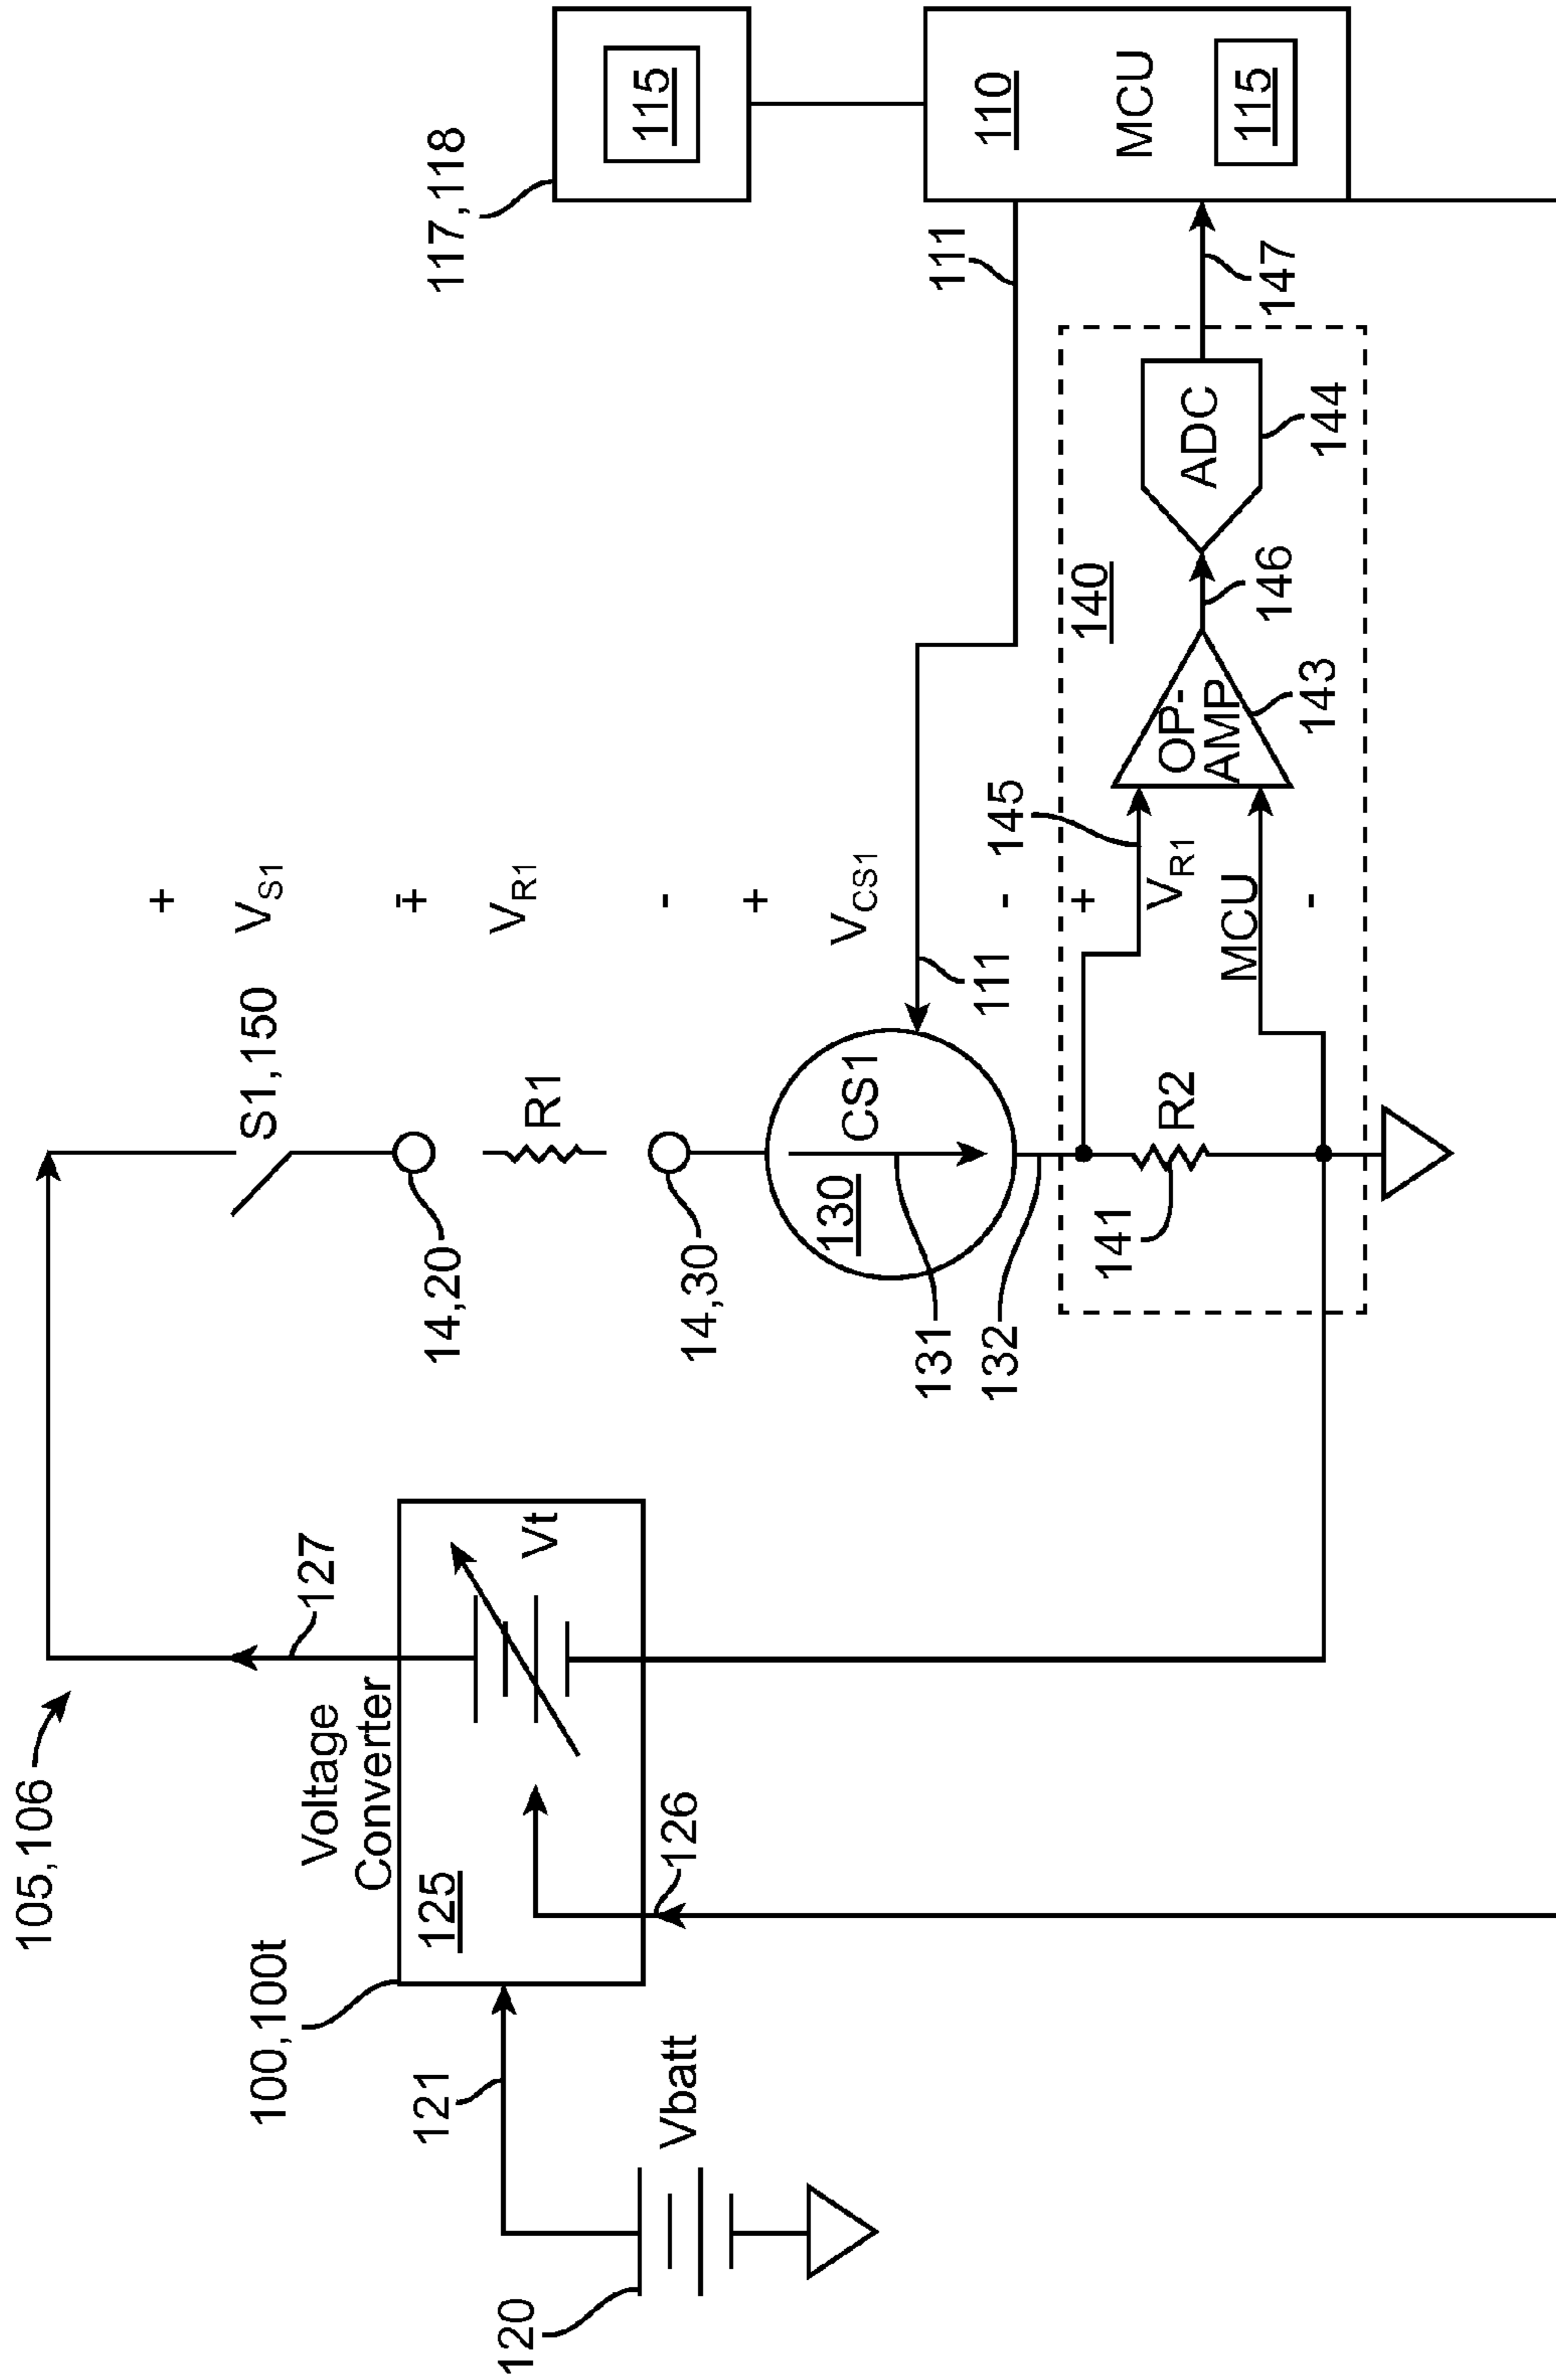 105,106
127
+
V_S1
S1,150
100,100t
Voltage
Converter
125
Vt
14,20
-
+
R1
V_R1
117,118
115
121
126
14,30
-
+
120
Vbatt
130
CS1
V_CS1
131
132
111
-
145
111
110
MCU
115
141
R2
+
V_R1
MCU
-
140
OP-
AMP
143
146
ADC
144
147